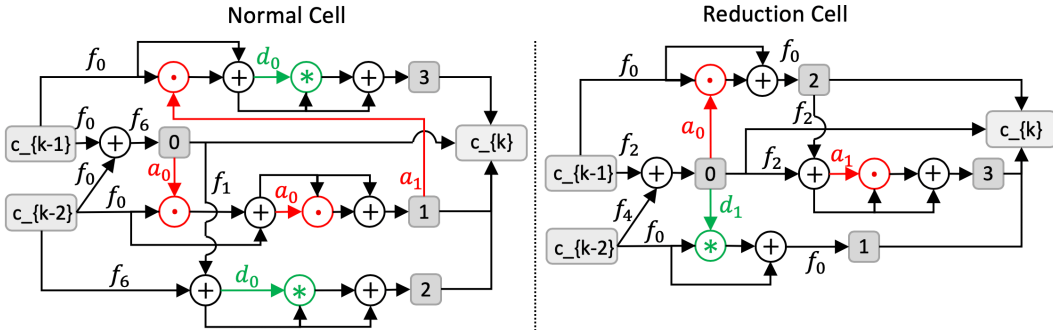 Normal Cell
f_0 d_0 * + + 3
c_{k-1} f_0 f_6 + 0 c_{k}
f_0 a_0 f_1 a_0 a_1
c_{k-2} f_0 · + · + 1
f_6 + d_0 * + 2
Reduction Cell
f_0 · + f_0 2
a_0 f_2 c_{k}
c_{k-1} f_2 + 0 f_2 + a_1 · + 3
f_4 d_1
c_{k-2} f_0 * + f_0 1